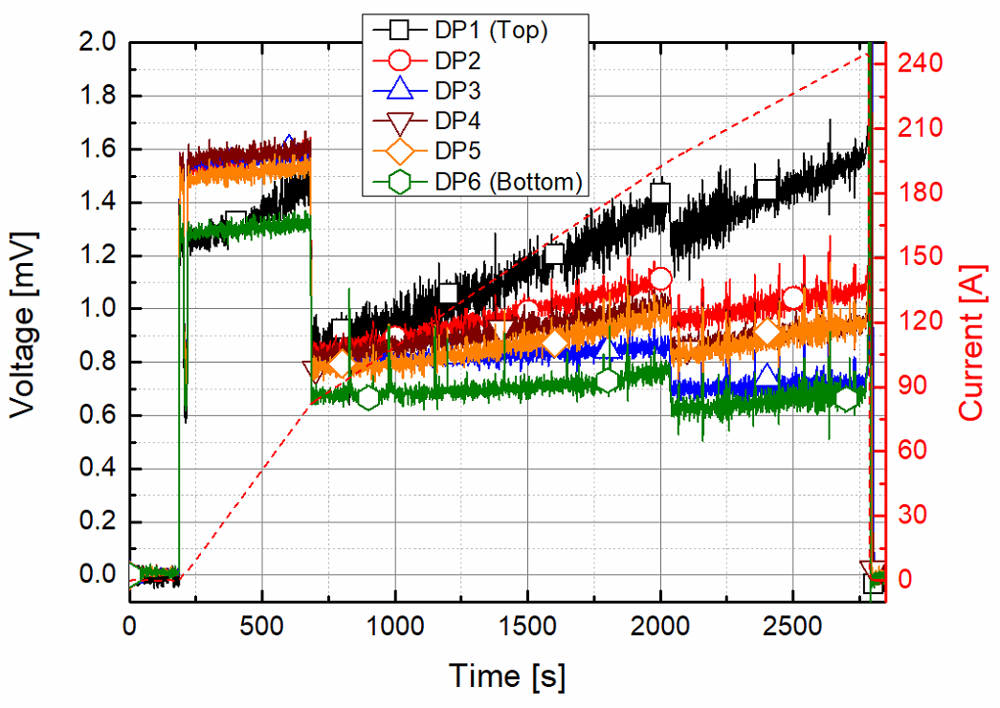 DP1 (Top)
DP2
DP3
DP4
DP5
DP6 (Bottom)
2.0
1.8
1.6
1.4
1.2
1.0
0.8
0.6
0.4
0.2
0.0
Voltage [mV]
240
210
180
150
120
90
60
30
0
Current [A]
0
500
1000
1500
2000
2500
Time [s]